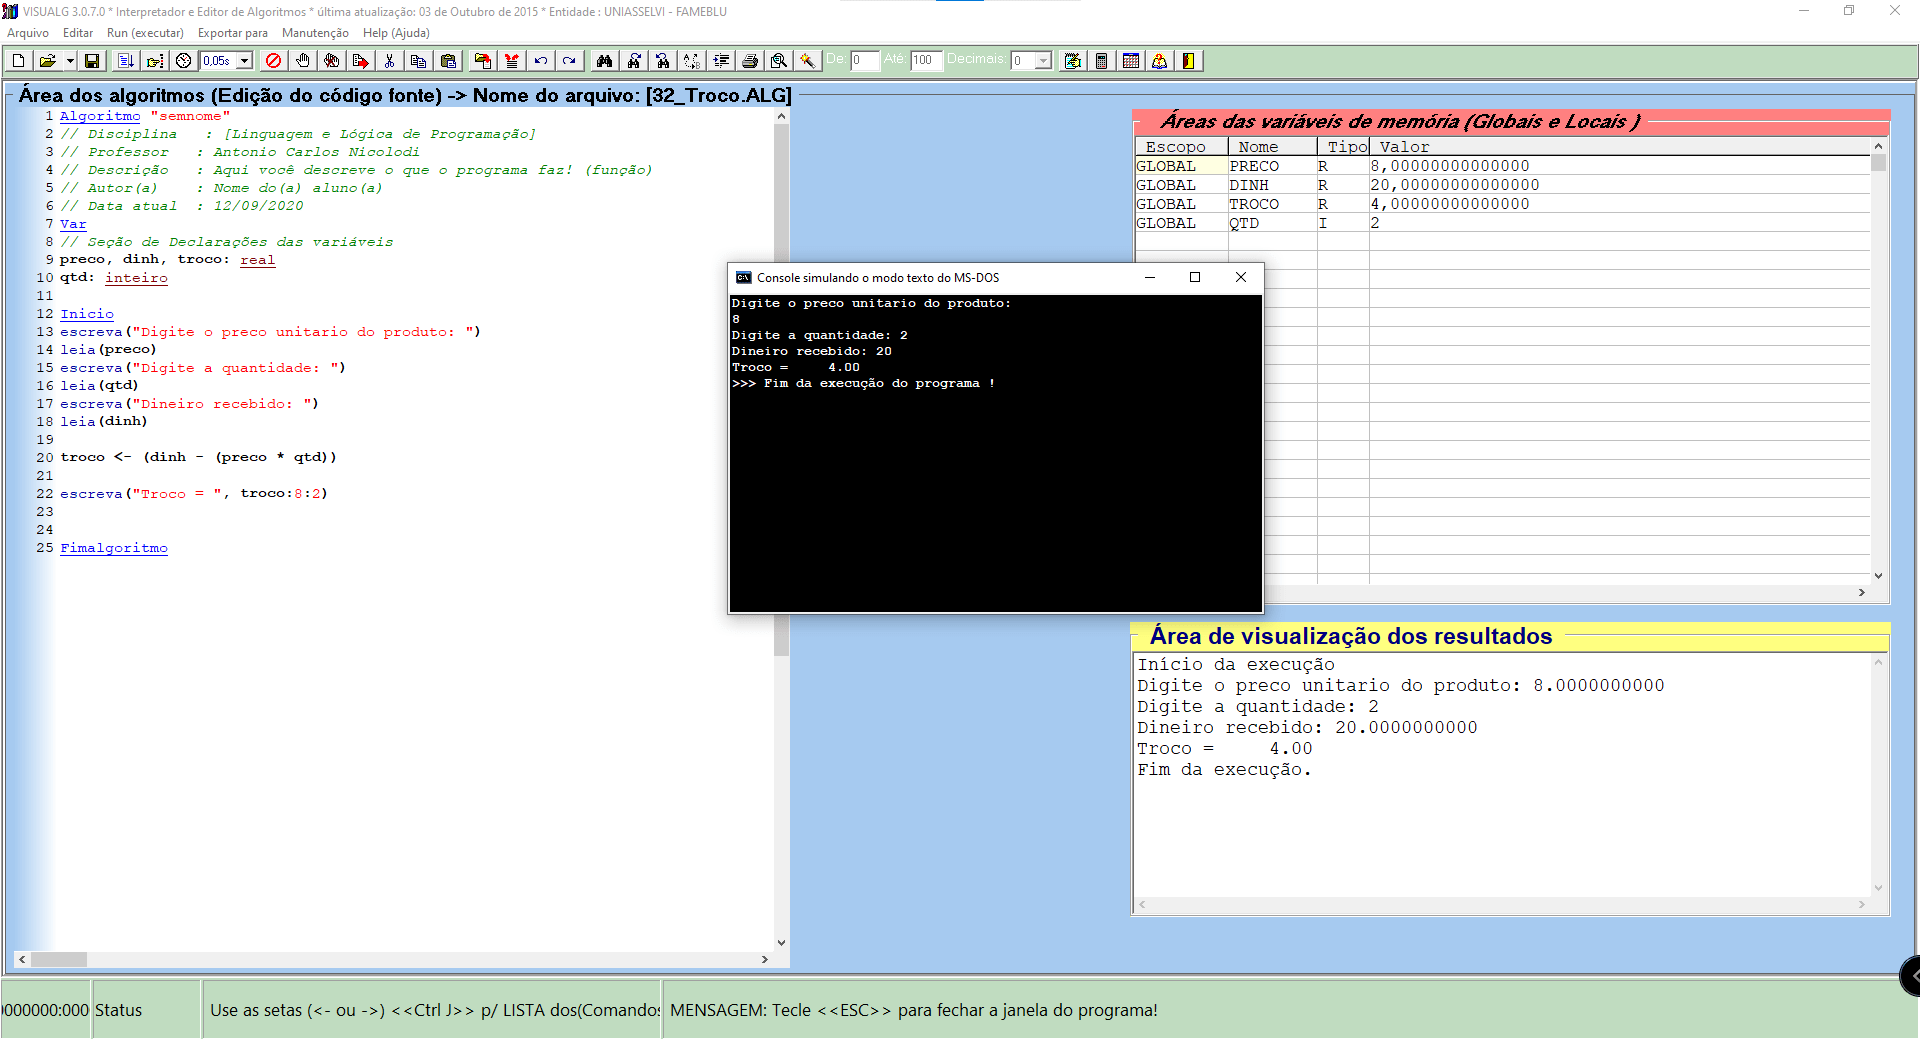 VISUALG 3.0.7.0 * Interpretador e Editor de Algoritmos * última atualização: 03 de Outubro de 2015 * Entidade : UNIASSELVI - FAMEBLU
Arquivo Editar Run (executar) Exportar para Manutenção Help (Ajuda)
0,05s De: 0 Até: 100 Decimais: 0
Área dos algoritmos (Edição do código fonte) -> Nome do arquivo: [32_Troco.ALG]
1 Algoritmo "semnome"
2 // Disciplina : [Linguagem e Lógica de Programação]
3 // Professor : Antonio Carlos Nicolodi
4 // Descrição : Aqui você descreve o que o programa faz! (função)
5 // Autor(a) : Nome do(a) aluno(a)
6 // Data atual : 12/09/2020
7 Var
8 // Seção de Declarações das variáveis
9 preco, dinh, troco: real
10 qtd: inteiro
11
12 Inicio
13 escreva("Digite o preco unitario do produto: ")
14 leia(preco)
15 escreva("Digite a quantidade: ")
16 leia(qtd)
17 escreva("Dineiro recebido: ")
18 leia(dinh)
19
20 troco <- (dinh - (preco * qtd))
21
22 escreva("Troco = ", troco:8:2)
23
24
25 Fimalgoritmo
Console simulando o modo texto do MS-DOS
Digite o preco unitario do produto:
8
Digite a quantidade: 2
Dineiro recebido: 20
Troco = 4.00
>>> Fim da execução do programa !
Áreas das variáveis de memória (Globais e Locais )
Escopo Nome Tipo Valor
GLOBAL PRECO R 8,00000000000000
GLOBAL DINH R 20,00000000000000
GLOBAL TROCO R 4,00000000000000
GLOBAL QTD I 2
Área de visualização dos resultados
Início da execução
Digite o preco unitario do produto: 8.0000000000
Digite a quantidade: 2
Dineiro recebido: 20.0000000000
Troco = 4.00
Fim da execução.
0000000:000 Status Use as setas (<- ou ->) <<Ctrl J>> p/ LISTA dos(Comandos MENSAGEM: Tecle <<ESC>> para fechar a janela do programa!